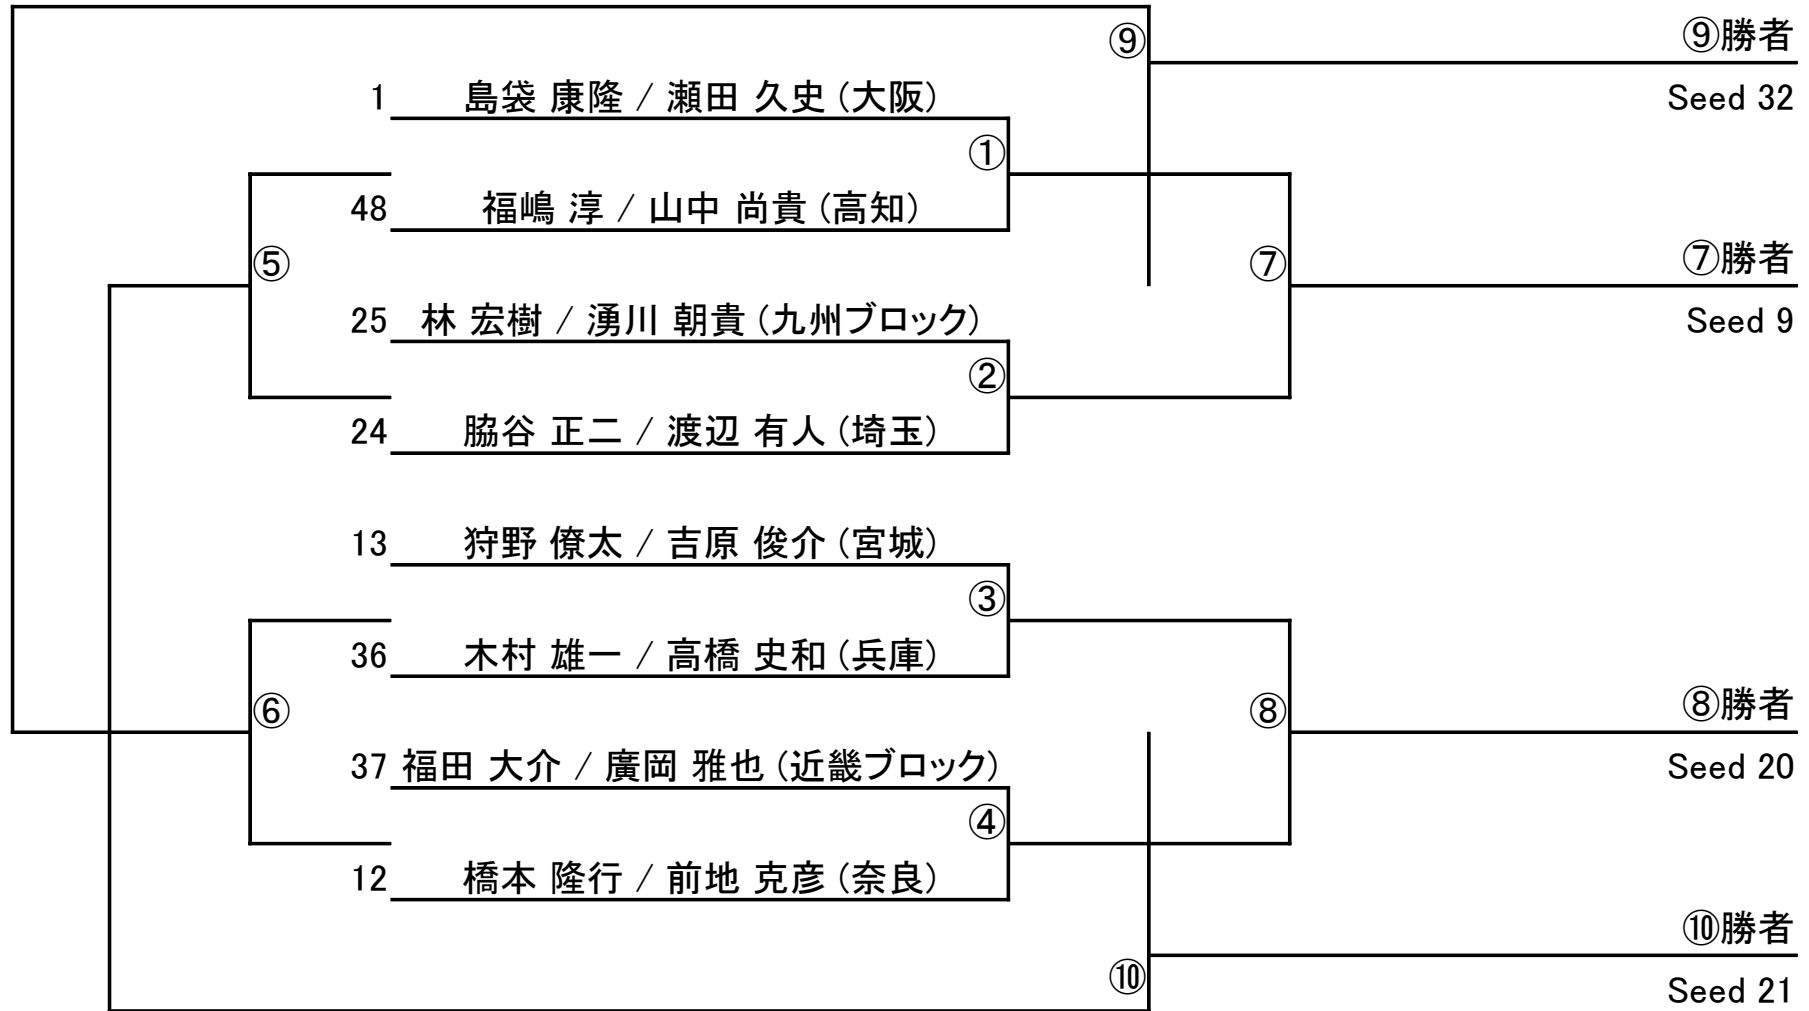 ⑨
⑨勝者
1 島袋 康隆 / 瀬田 久史 (大阪)
Seed 32
①
48 福嶋 淳 / 山中 尚貴 (高知)
⑤
⑦
⑦勝者
25 林 宏樹 / 湧川 朝貴 (九州ブロック)
Seed 9
②
24 脇谷 正二 / 渡辺 有人 (埼玉)
13 狩野 僚太 / 吉原 俊介 (宮城)
③
36 木村 雄一 / 高橋 史和 (兵庫)
⑥
⑧
⑧勝者
37 福田 大介 / 廣岡 雅也 (近畿ブロック)
Seed 20
④
12 橋本 隆行 / 前地 克彦 (奈良)
⑩勝者
⑩
Seed 21